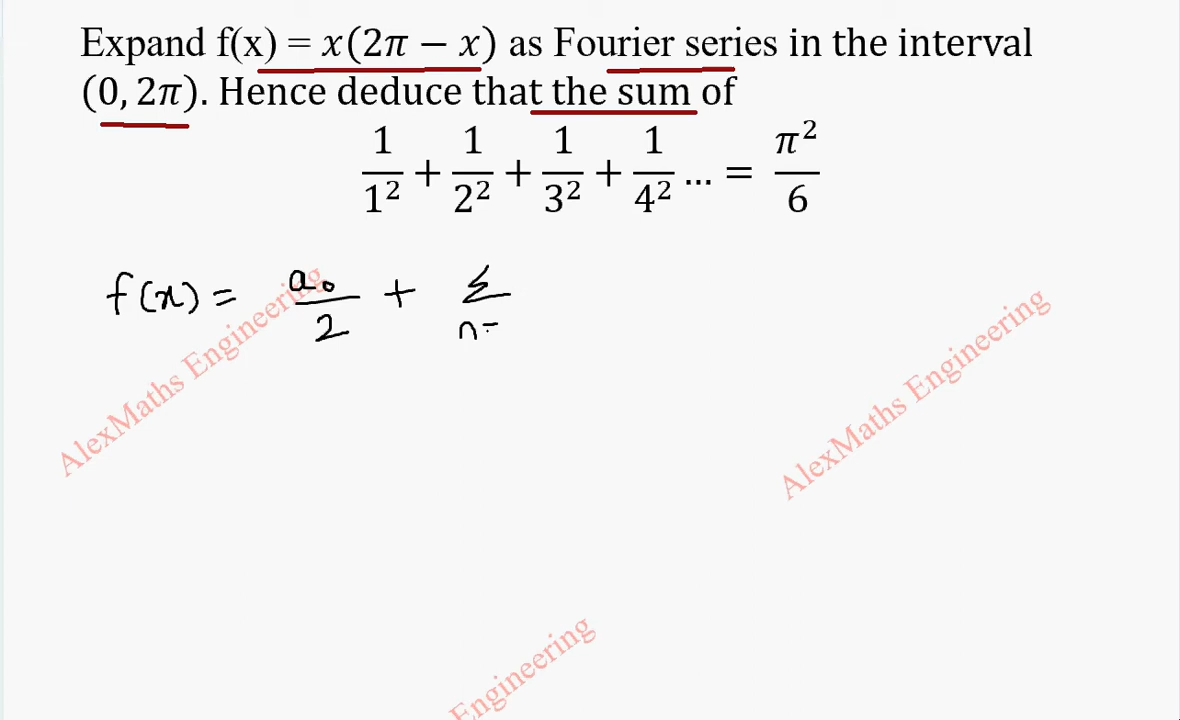 Expand f(x) = x(2π − x) as Fourier series in the interval
(0, 2π). Hence deduce that the sum of
1/1² + 1/2² + 1/3² + 1/4² ... = π²/6
f(x) = a₀/2 + Σ n=
AlexMaths Engineering
AlexMaths Engineering
Engineering